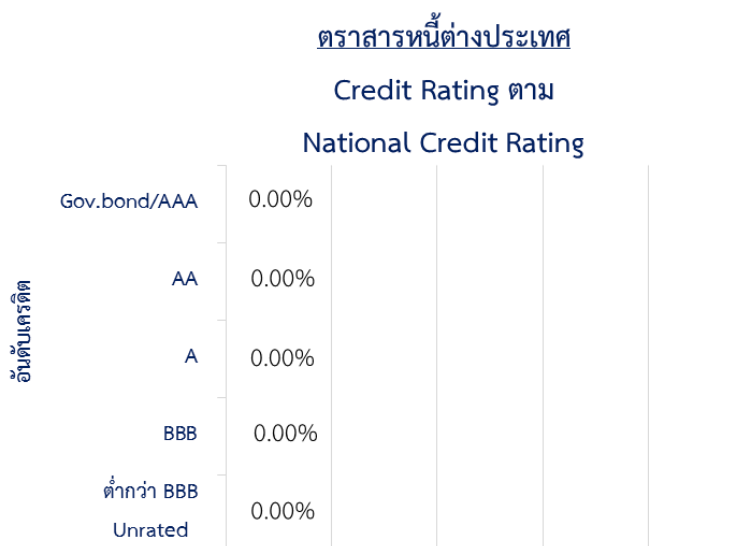 ตราสารหนี้ต่างประเทศ
Credit Rating ตาม
National Credit Rating
อันดับเครดิต
Gov.bond/AAA 0.00%
AA 0.00%
A 0.00%
BBB 0.00%
ต่ำกว่า BBB
Unrated 0.00%